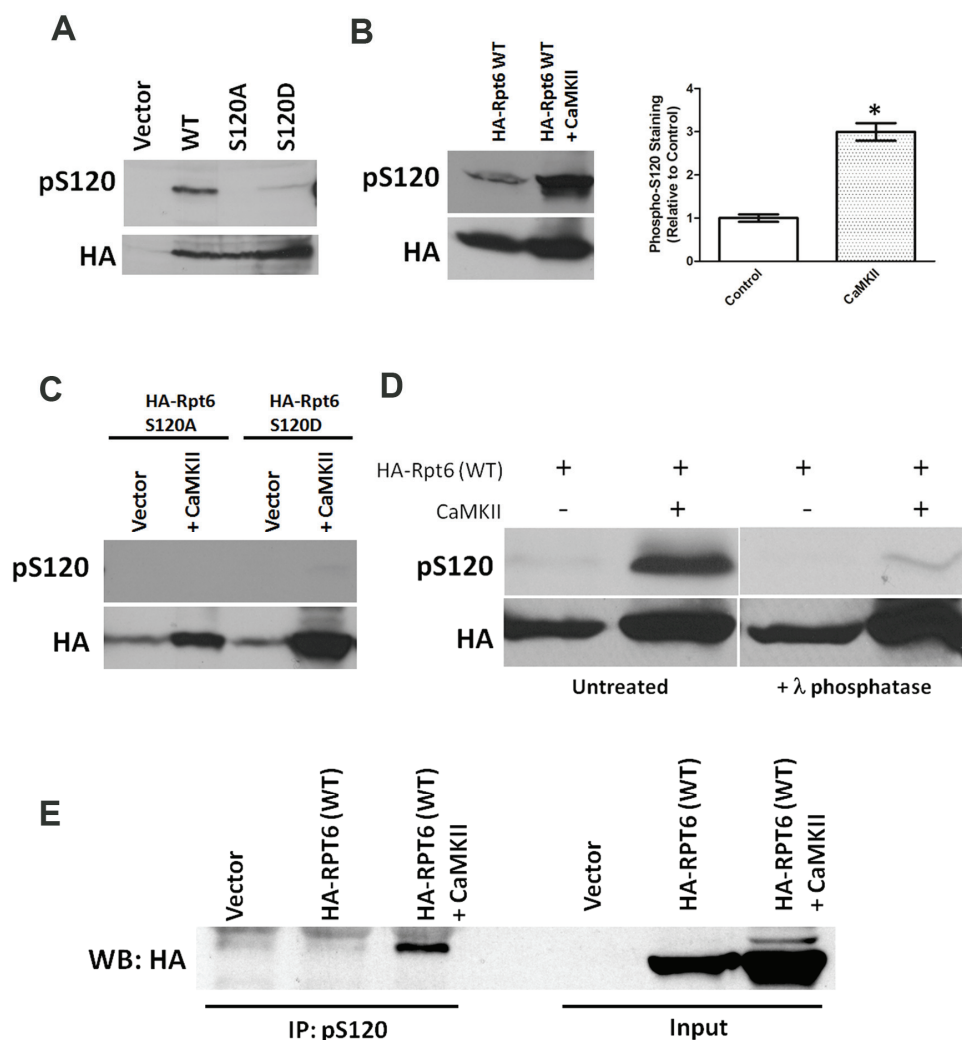 A
Vector
WT
S120A
S120D
pS120
HA
B
HA-Rpt6 WT
HA-Rpt6 WT
+ CaMKII
pS120
HA
Phospho-S120 Staining
(Relative to Control)
4
3
2
1
0
*
Control
CaMKII
C
HA-Rpt6
S120A
HA-Rpt6
S120D
Vector
+ CaMKII
Vector
+ CaMKII
pS120
HA
D
HA-Rpt6 (WT) + + + +
CaMKII - + - +
pS120
HA
Untreated
+ λ phosphatase
E
Vector
HA-RPT6 (WT)
HA-RPT6 (WT)
+ CaMKII
Vector
HA-RPT6 (WT)
HA-RPT6 (WT)
+ CaMKII
WB: HA
IP: pS120
Input